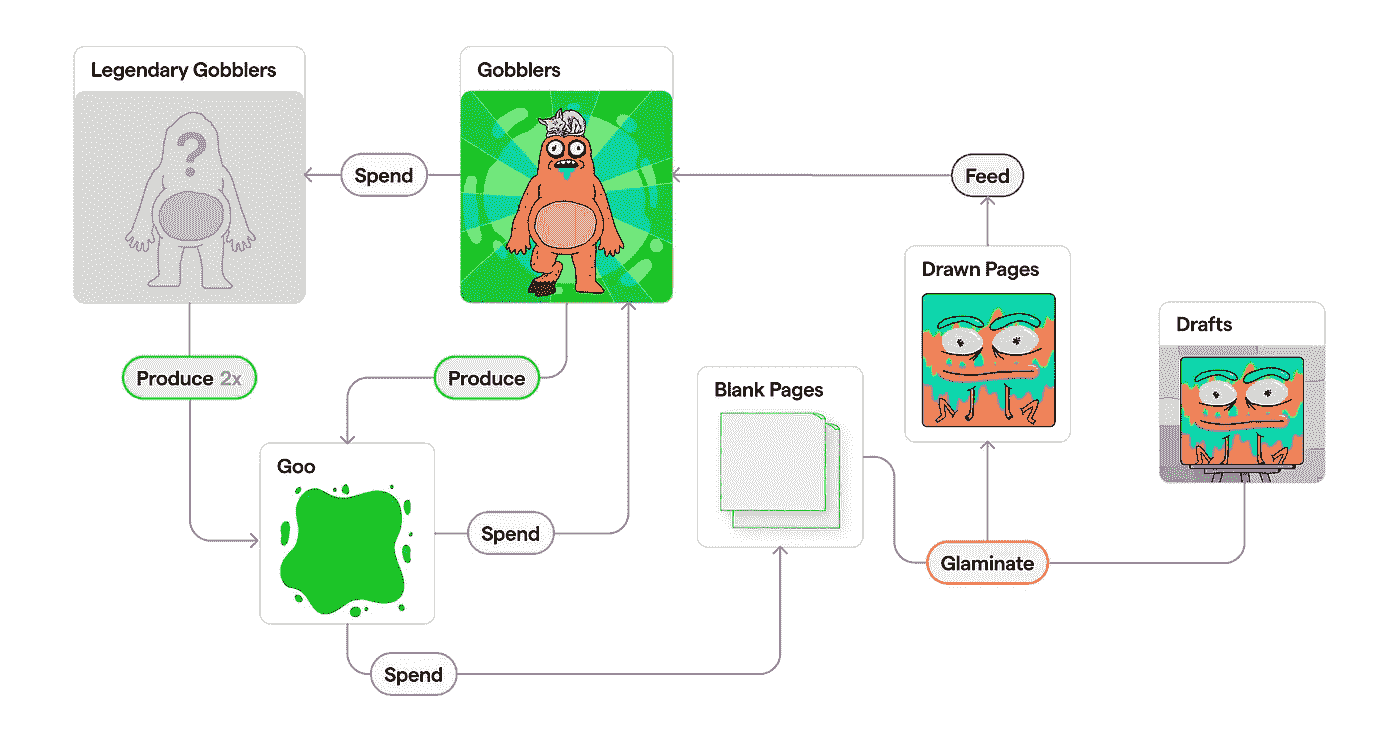 Legendary Gobblers
Gobblers
?
Spend
Feed
Drawn Pages
Drafts
Produce 2x
Produce
Blank Pages
Goo
Spend
Glaminate
Spend